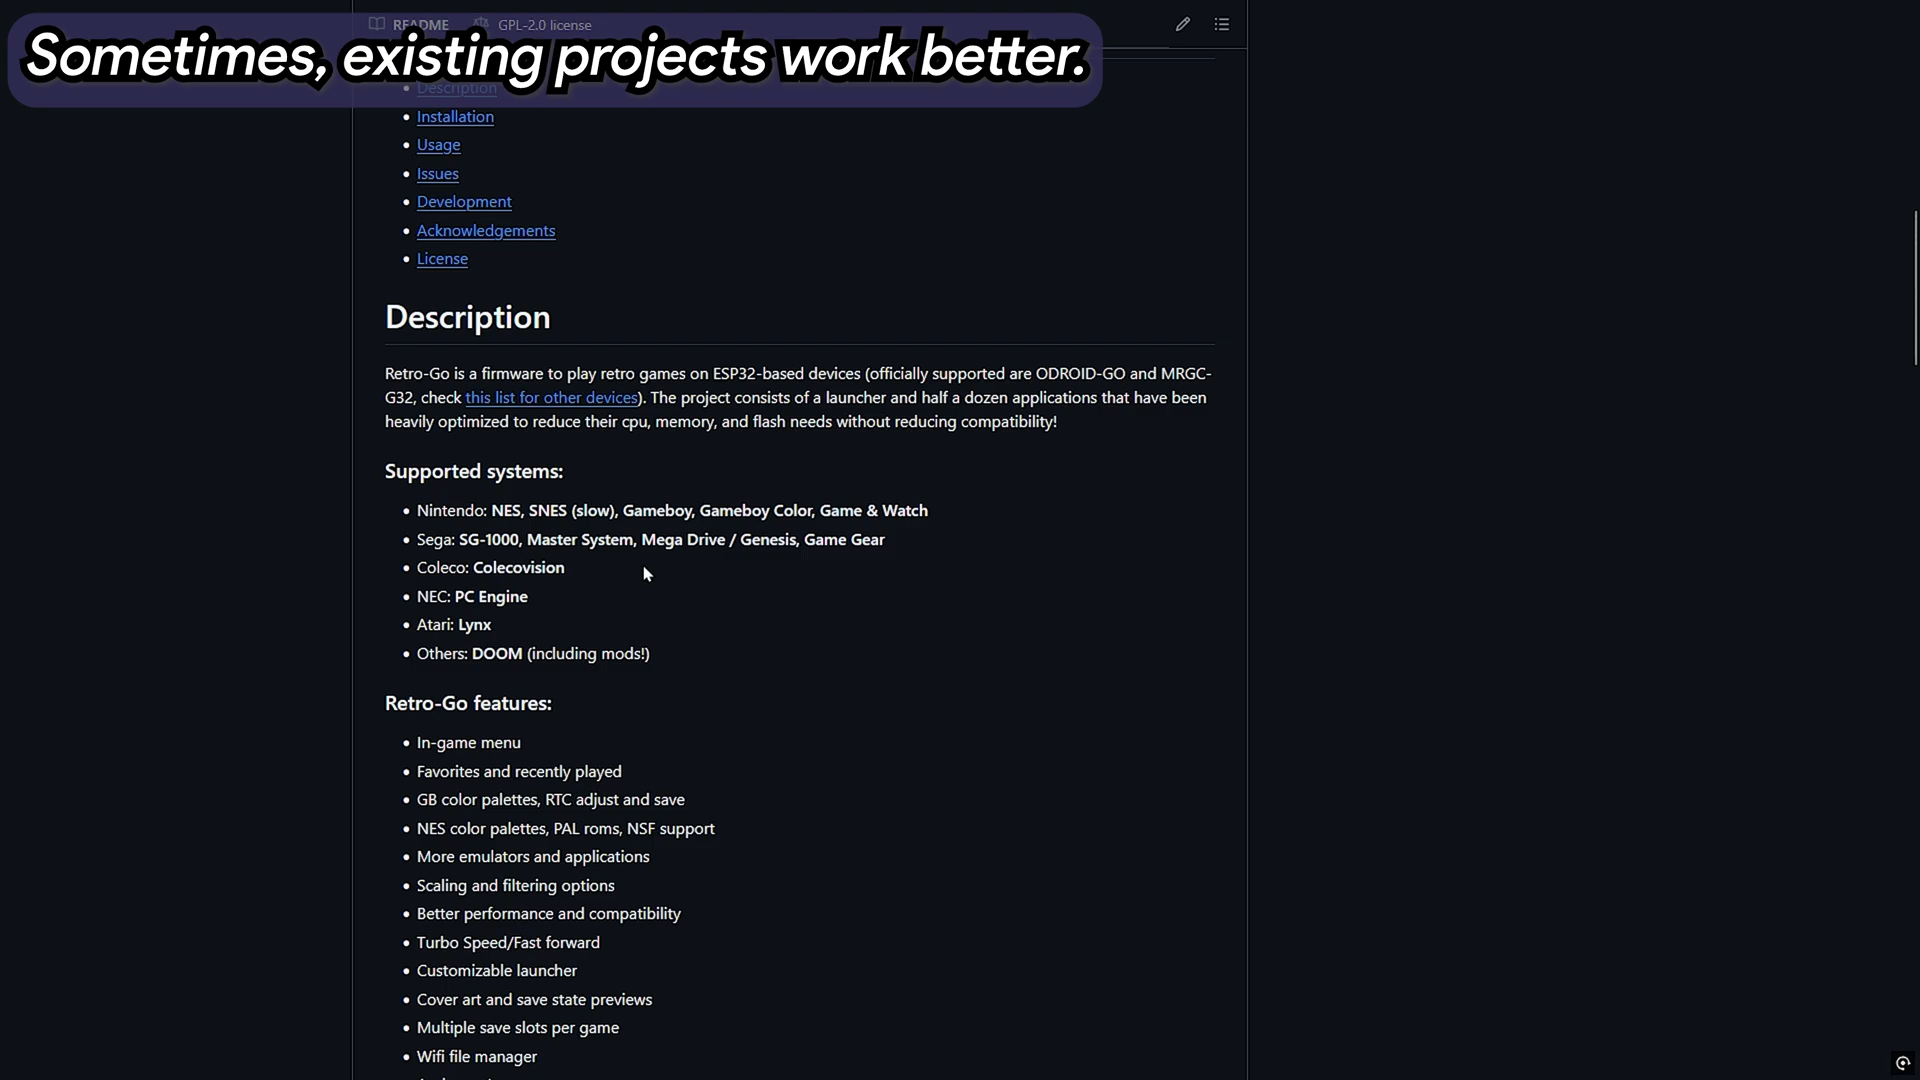 README GPL-2.0 license
Sometimes, existing projects work better.
Description
Installation
Usage
Issues
Development
Acknowledgements
License
Description
Retro-Go is a firmware to play retro games on ESP32-based devices (officially supported are ODROID-GO and MRGC-
G32, check this list for other devices). The project consists of a launcher and half a dozen applications that have been
heavily optimized to reduce their cpu, memory, and flash needs without reducing compatibility!
Supported systems:
Nintendo: NES, SNES (slow), Gameboy, Gameboy Color, Game & Watch
Sega: SG-1000, Master System, Mega Drive / Genesis, Game Gear
Coleco: Colecovision
NEC: PC Engine
Atari: Lynx
Others: DOOM (including mods!)
Retro-Go features:
In-game menu
Favorites and recently played
GB color palettes, RTC adjust and save
NES color palettes, PAL roms, NSF support
More emulators and applications
Scaling and filtering options
Better performance and compatibility
Turbo Speed/Fast forward
Customizable launcher
Cover art and save state previews
Multiple save slots per game
Wifi file manager